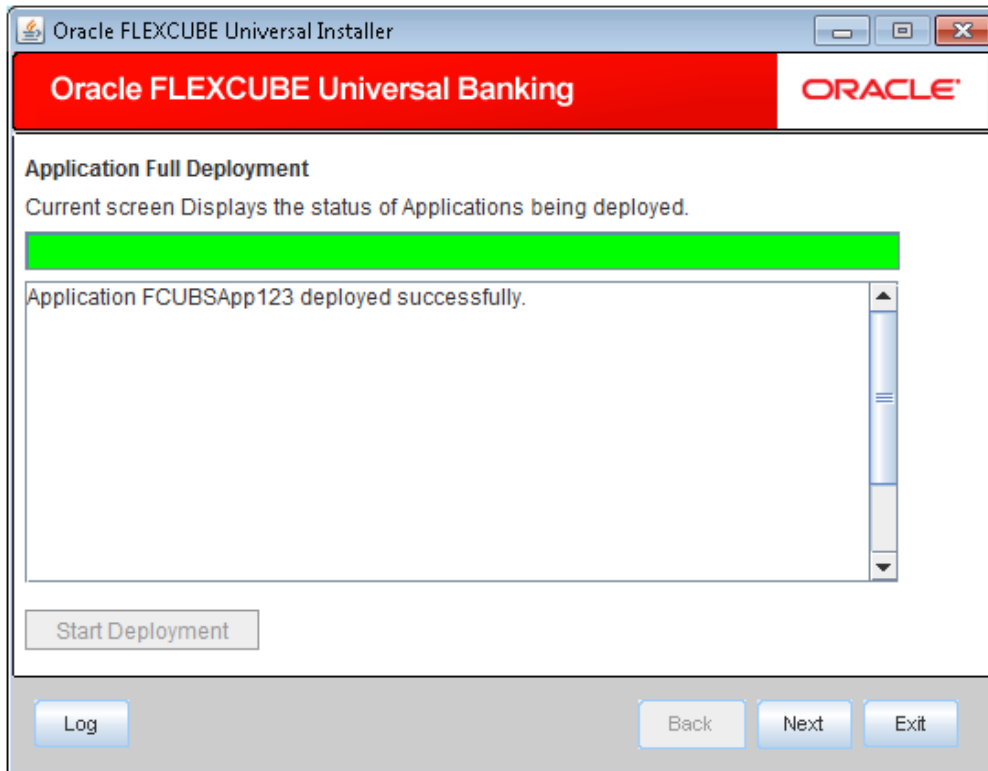 Oracle FLEXCUBE Universal Installer
Oracle FLEXCUBE Universal Banking
ORACLE
Application Full Deployment
Current screen Displays the status of Applications being deployed.
Application FCUBSApp123 deployed successfully.
Start Deployment
Log
Back
Next
Exit